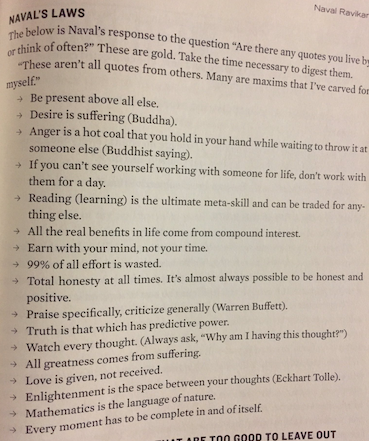 Naval Ravikan
NAVAL'S LAWS
The below is Naval's response to the question "Are there any quotes you live by
or think of often?" These are gold. Take the time necessary to digest them.
"These aren't all quotes from others. Many are maxims that I've carved for
myself."
→ Be present above all else.
→ Desire is suffering (Buddha).
→ Anger is a hot coal that you hold in your hand while waiting to throw it at
someone else (Buddhist saying).
→ If you can't see yourself working with someone for life, don't work with
them for a day.
→ Reading (learning) is the ultimate meta-skill and can be traded for any-
thing else.
→ All the real benefits in life come from compound interest.
→ Earn with your mind, not your time.
→ 99% of all effort is wasted.
→ Total honesty at all times. It's almost always possible to be honest and
positive.
→ Praise specifically, criticize generally (Warren Buffett).
→ Truth is that which has predictive power.
→ Watch every thought. (Always ask, "Why am I having this thought?")
→ All greatness comes from suffering.
→ Love is given, not received.
→ Enlightenment is the space between your thoughts (Eckhart Tolle).
→ Mathematics is the language of nature.
→ Every moment has to be complete in and of itself.
ARE TOO GOOD TO LEAVE OUT